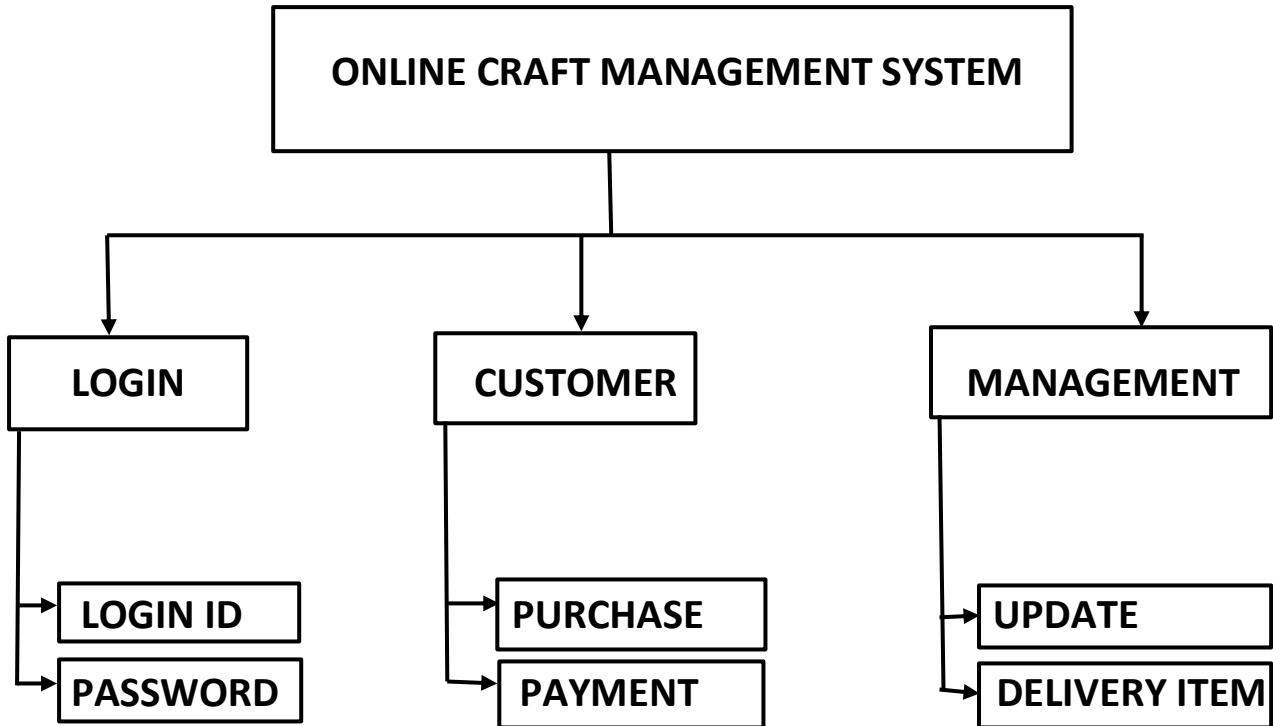 ONLINE CRAFT MANAGEMENT SYSTEM
LOGIN
CUSTOMER
MANAGEMENT
LOGIN ID
PURCHASE
UPDATE
PASSWORD
PAYMENT
DELIVERY ITEM